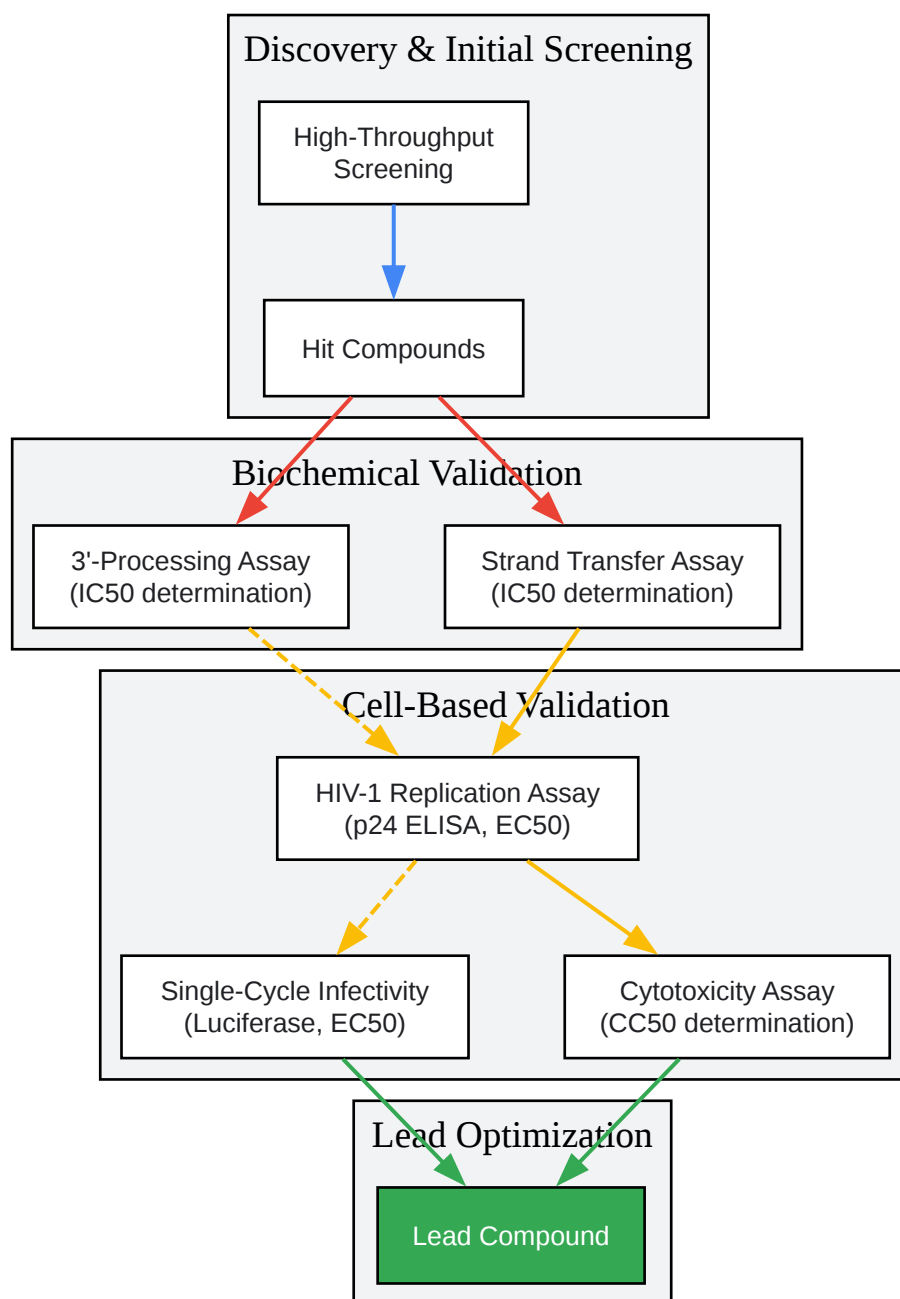 Discovery & Initial Screening
High-Throughput
Screening
Hit Compounds
Biochemical Validation
3'-Processing Assay
(IC50 determination)
Strand Transfer Assay
(IC50 determination)
Cell-Based Validation
HIV-1 Replication Assay
(p24 ELISA, EC50)
Single-Cycle Infectivity
(Luciferase, EC50)
Cytotoxicity Assay
(CC50 determination)
Lead Optimization
Lead Compound